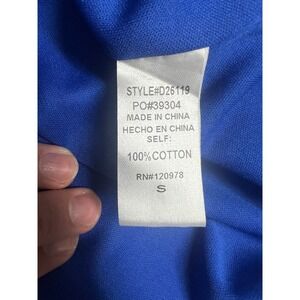 STYLE#D26119
PO#39304
MADE IN CHINA
HECHO EN CHINA
SELF:
100%COTTON
RN#120978
S